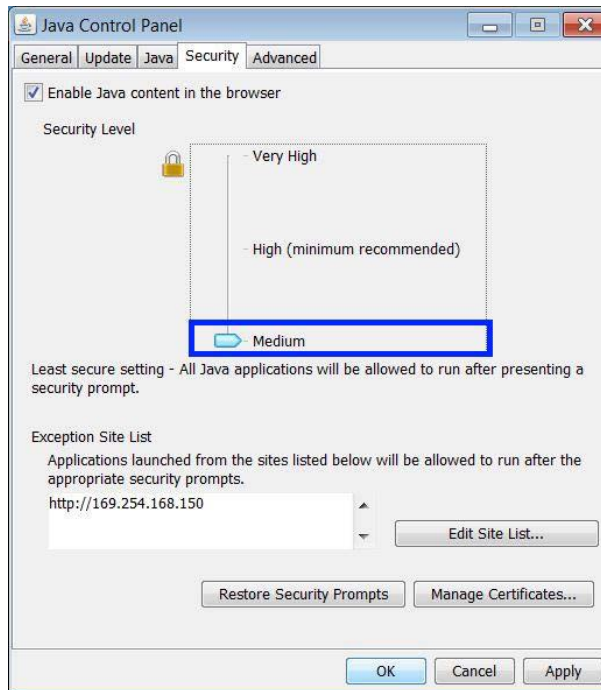 Java Control Panel
General Update Java Security Advanced
Enable Java content in the browser
Security Level
Very High
High (minimum recommended)
Medium
Least secure setting - All Java applications will be allowed to run after presenting a
security prompt.
Exception Site List
Applications launched from the sites listed below will be allowed to run after the
appropriate security prompts.
http://169.254.168.150
Edit Site List...
Restore Security Prompts Manage Certificates...
OK Cancel Apply